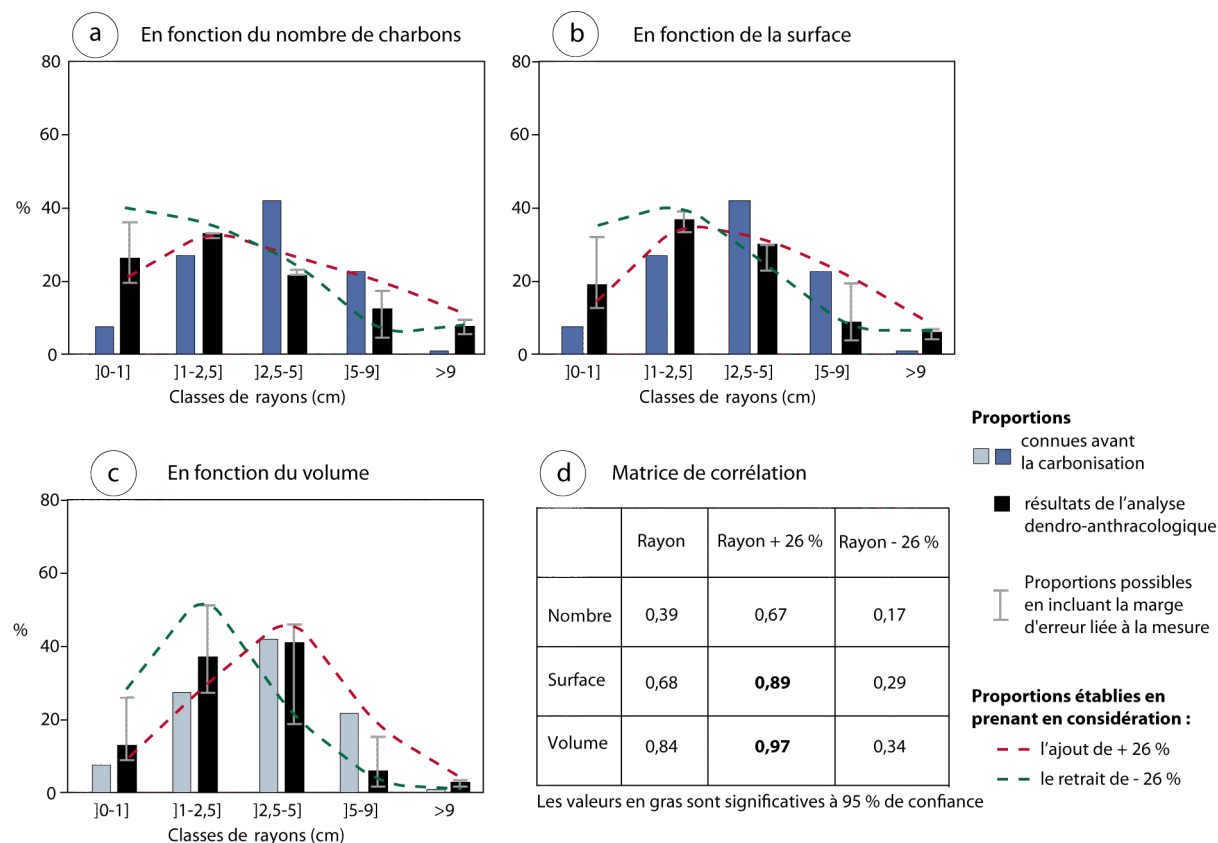 a
En fonction du nombre de charbons
80
60
%
40
20
0
]0-1]
]1-2,5]
]2,5-5]
]5-9]
>9
Classes de rayons (cm)
b
En fonction de la surface
80
60
40
20
0
]0-1]
]1-2,5]
]2,5-5]
]5-9]
>9
Classes de rayons (cm)
c
En fonction du volume
80
60
%
40
20
0
]0-1]
]1-2,5]
]2,5-5]
]5-9]
>9
Classes de rayons (cm)
d
Matrice de corrélation
Rayon Rayon + 26 % Rayon - 26 %
Nombre 0,39 0,67 0,17
Surface 0,68 0,89 0,29
Volume 0,84 0,97 0,34
Les valeurs en gras sont significatives à 95 % de confiance
Proportions
connues avant
la carbonisation
résultats de l'analyse
dendro-anthracologique
Proportions possibles
en incluant la marge
d'erreur liée à la mesure
Proportions établies en
prenant en considération :
l'ajout de + 26 %
le retrait de - 26 %